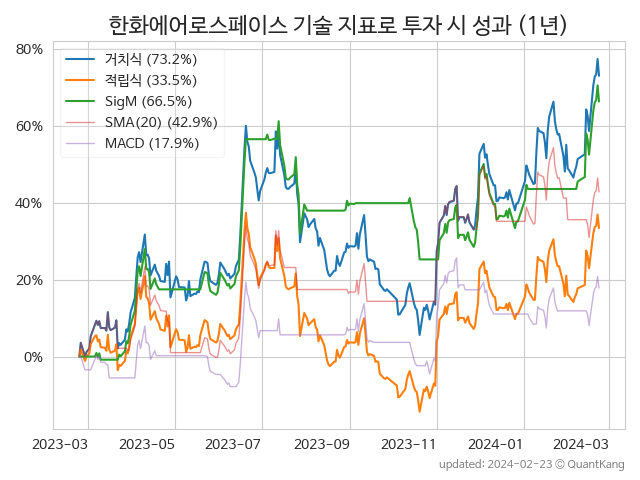 한화에어로스페이스 기술 지표로 투자 시 성과 (1년)
80%
60%
40%
20%
0%
거치식 (73.2%)
적립식 (33.5%)
SigM (66.5%)
SMA(20) (42.9%)
MACD (17.9%)
2023-03 2023-05 2023-07 2023-09 2023-11 2024-01 2024-03
updated: 2024-02-23 ⓒ QuantKang